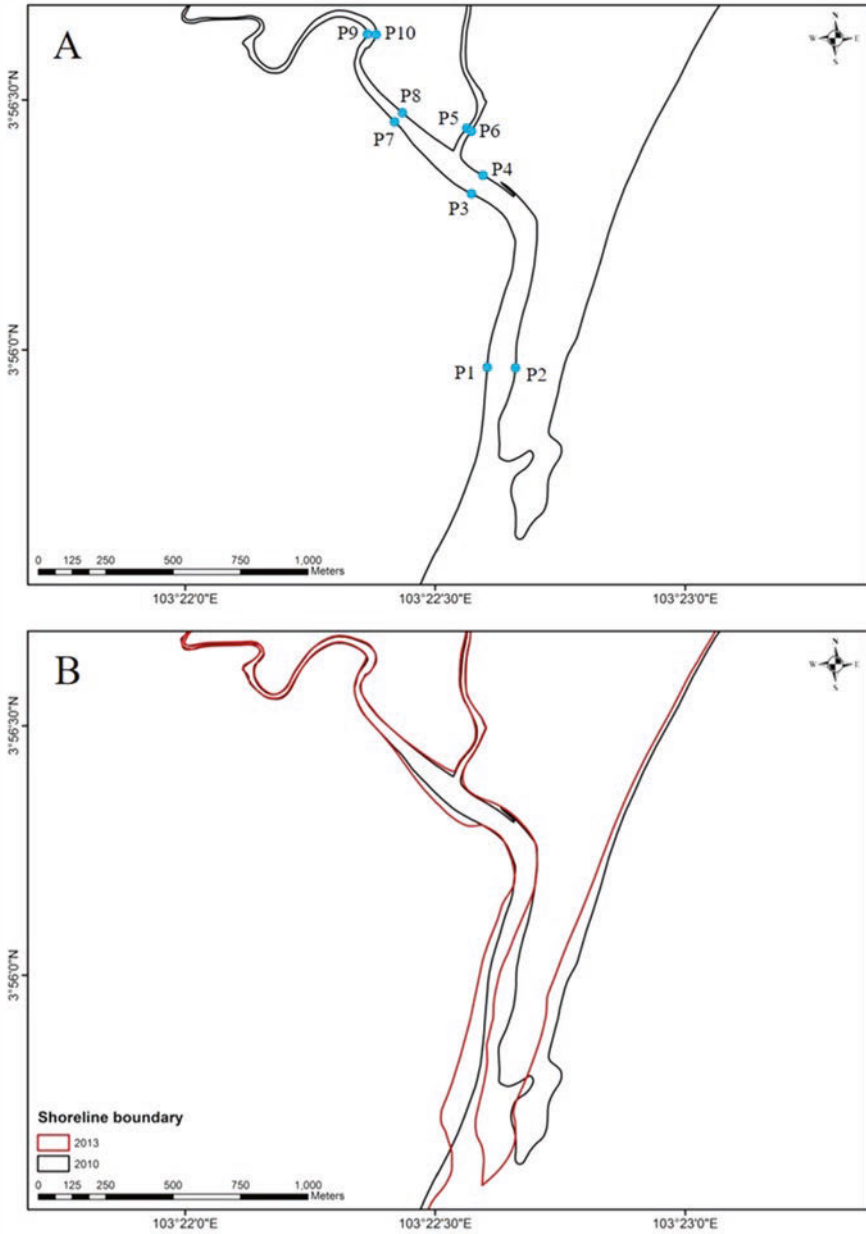 A
N
W E
S
P9 P10
3°56'30"N
P8
P7
P5
P6
P4
P3
3°56'0"N
P1 P2
0 125 250 500 750 1,000
Meters
103°22'0"E 103°22'30"E 103°23'0"E
B
N
W E
S
3°56'30"N
3°56'0"N
Shoreline boundary
2013
2010
0 125 250 500 750 1,000
Meters
103°22'0"E 103°22'30"E 103°23'0"E